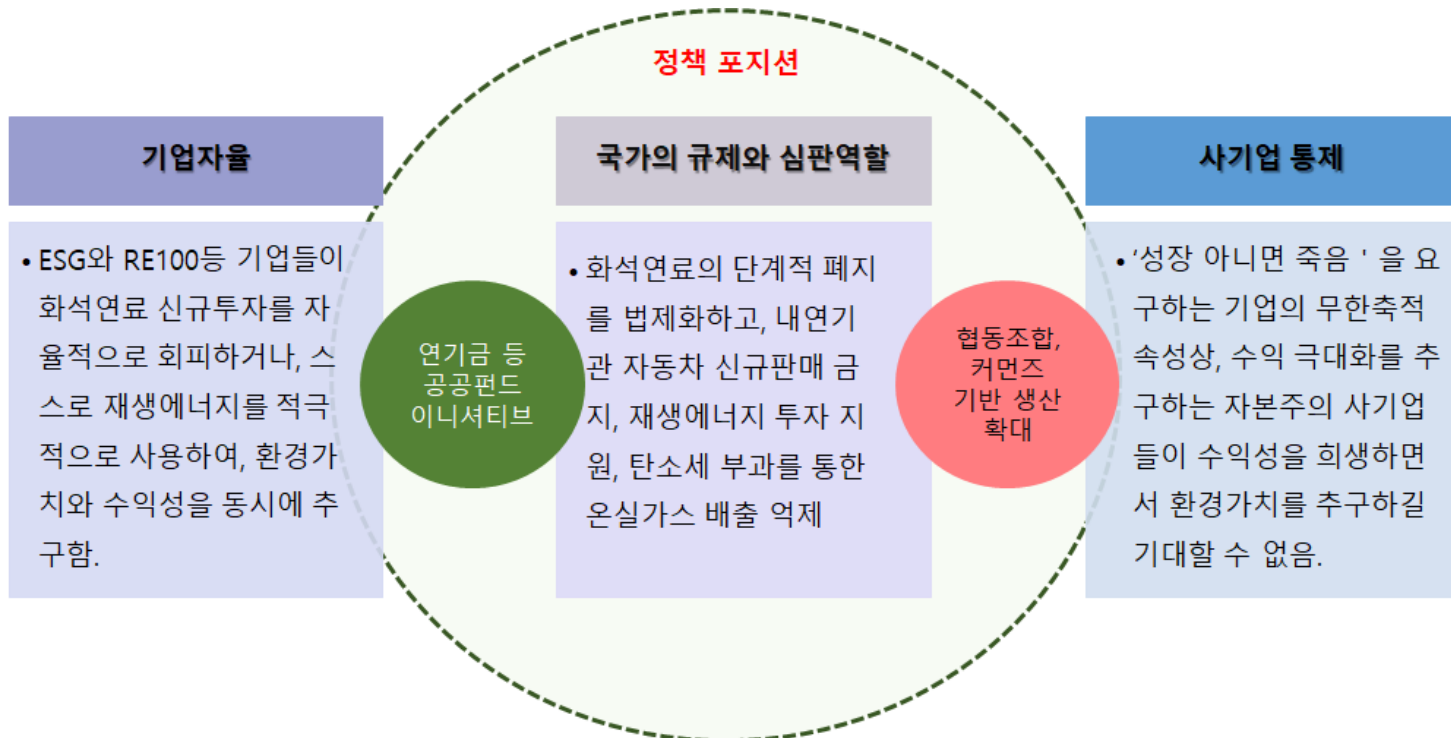 정책 포지션
기업자율
• ESG와 RE100등 기업들이
화석연료 신규투자를 자
율적으로 회피하거나, 스
스로 재생에너지를 적극
적으로 사용하여, 환경가
치와 수익성을 동시에 추
구함.
연기금 등
공공펀드
이니셔티브
국가의 규제와 심판역할
• 화석연료의 단계적 폐지
를 법제화하고, 내연기
관 자동차 신규판매 금
지, 재생에너지 투자 지
원, 탄소세 부과를 통한
온실가스 배출 억제
협동조합,
커먼즈
기반 생산
확대
사기업 통제
• ‘성장 아니면 죽음 ' 을 요
구하는 기업의 무한축적
속성상, 수익 극대화를 추
구하는 자본주의 사기업
들이 수익성을 희생하면
서 환경가치를 추구하길
기대할 수 없음.